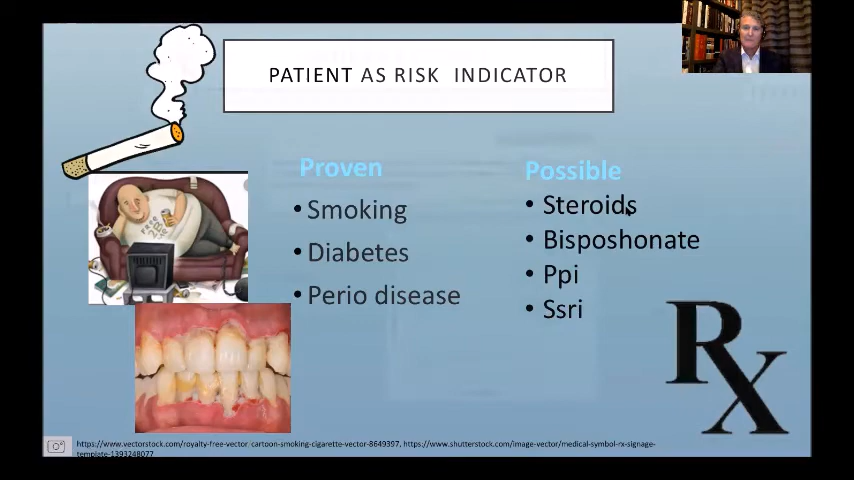 PATIENT AS RISK INDICATOR
Proven
• Smoking
• Diabetes
• Perio disease
Possible
• Steroids
• Bisposhonate
• Ppi
• Ssri
Rx
https://www.vectorstock.com/royalty-free-vector/cartoon-smoking-cigarette-vector-8649397, https://www.shutterstock.com/image-vector/medical-symbol-rx-signage-
template-1393248077